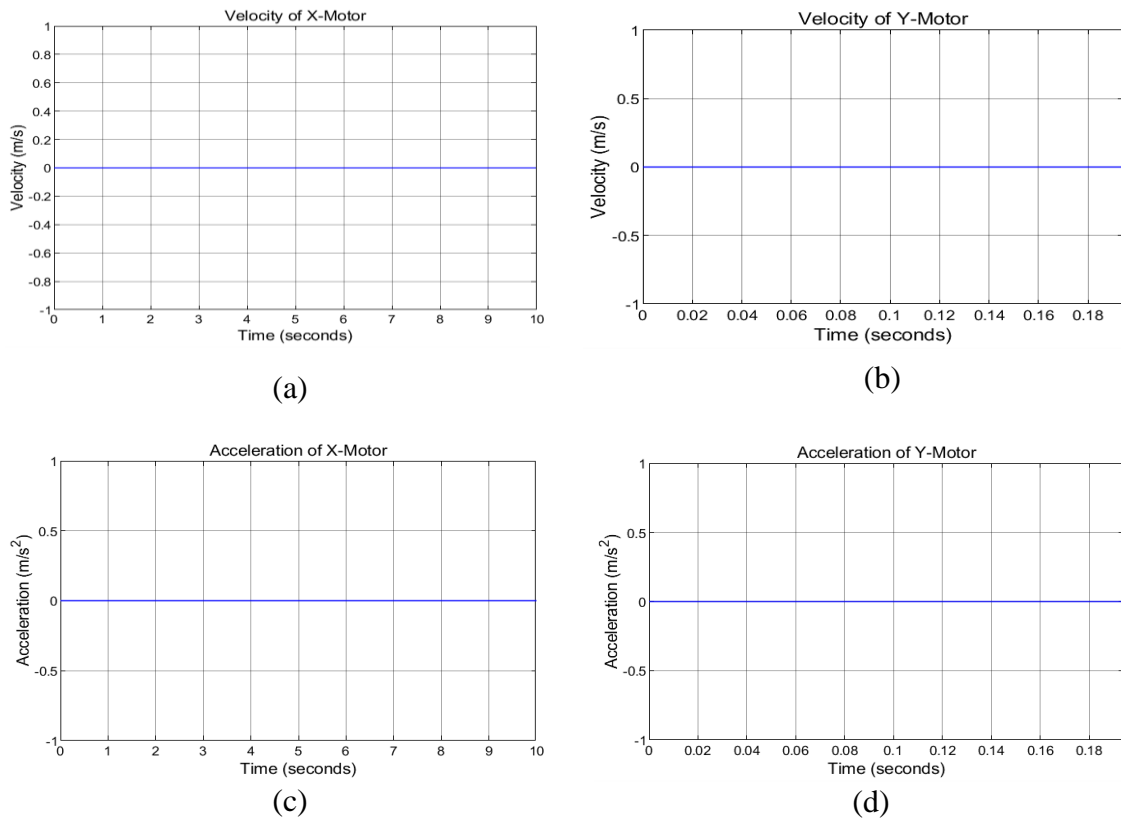 Velocity of X-Motor
1
0.8
0.6
0.4
0.2
0
-0.2
-0.4
-0.6
-0.8
-1
Velocity (m/s)
0 1 2 3 4 5 6 7 8 9 10
Time (seconds)
(a)
Velocity of Y-Motor
1
0.5
0
-0.5
-1
Velocity (m/s)
0 0.02 0.04 0.06 0.08 0.1 0.12 0.14 0.16 0.18
Time (seconds)
(b)
Acceleration of X-Motor
1
0.5
0
-0.5
-1
Acceleration (m/s²)
0 1 2 3 4 5 6 7 8 9 10
Time (seconds)
(c)
Acceleration of Y-Motor
1
0.5
0
-0.5
-1
Acceleration (m/s²)
0 0.02 0.04 0.06 0.08 0.1 0.12 0.14 0.16 0.18
Time (seconds)
(d)